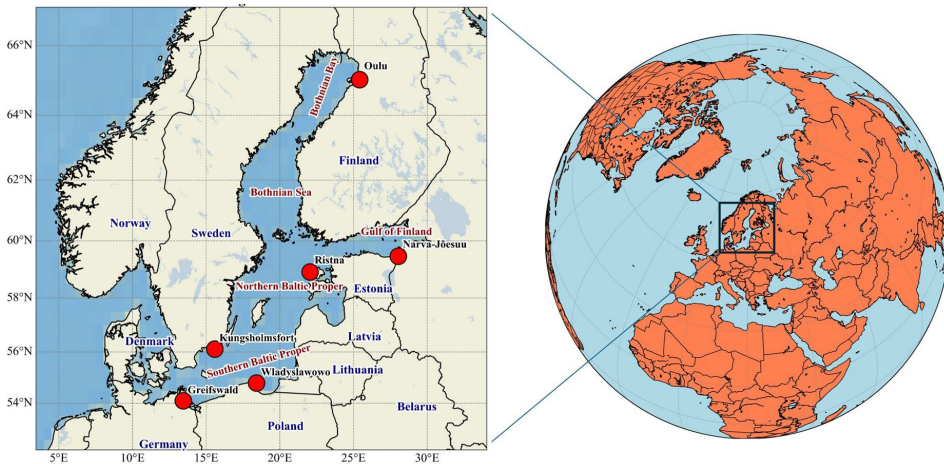 66°N
Oulu
Bothnian Bay
64°N
Finland
62°N
Bothnian Sea
Norway
Sweden
Gulf of Finland
60°N
Narva-Jõesuu
Ristna
Northern Baltic Proper
Estonia
58°N
Denmark
Kungsholmsfort
Latvia
56°N
Southern Baltic Proper
Wladyslawowo
Lithuania
Greifswald
54°N
Belarus
Poland
Germany
5°E 10°E 15°E 20°E 25°E 30°E